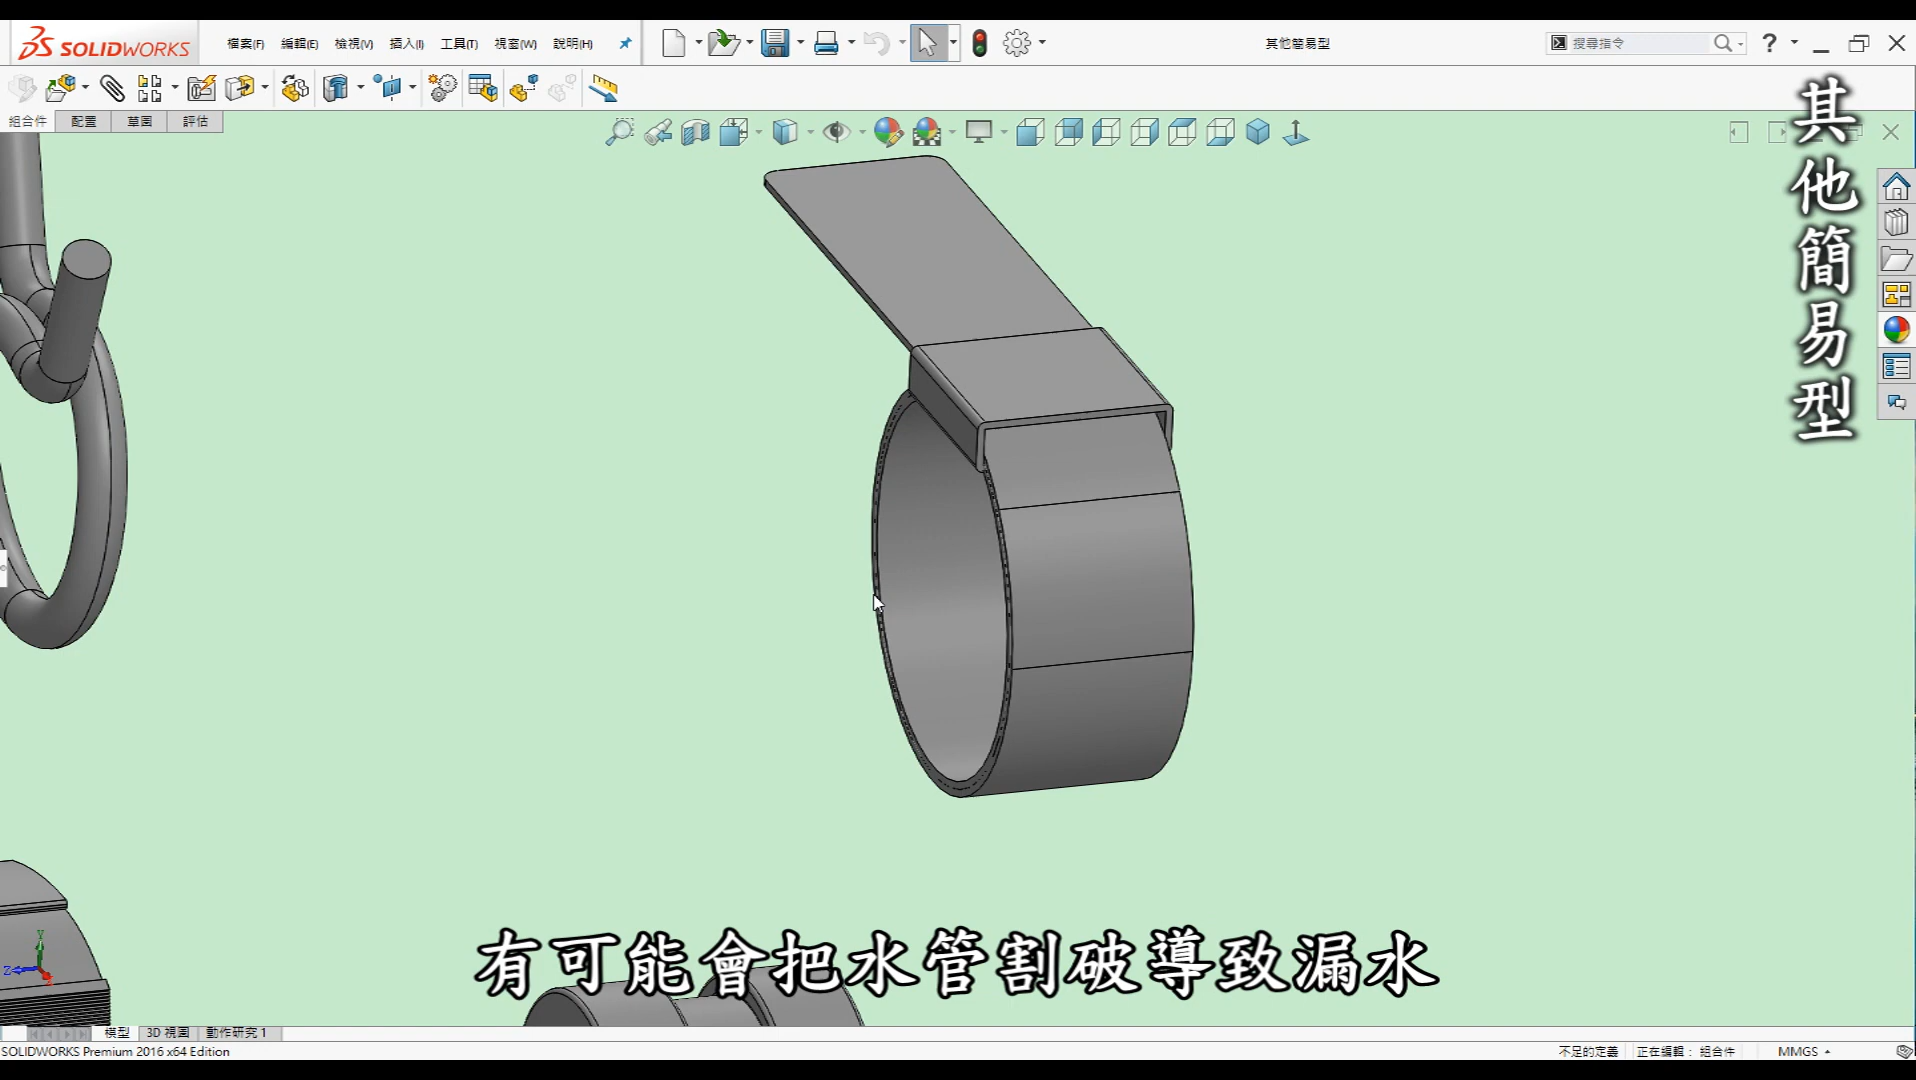 SOLIDWORKS 檔案(F) 編輯(E) 檢視(V) 插入(I) 工具(T) 視窗(W) 說明(H) 其他簡易型 搜尋指令
組合件 配置 草圖 評估
其他簡易型
有可能會把水管割破導致漏水
模型 3D 視圖 動作研究 1
SOLIDWORKS Premium 2016 x64 Edition 不足的定義 正在編輯： 組合件 MMGS